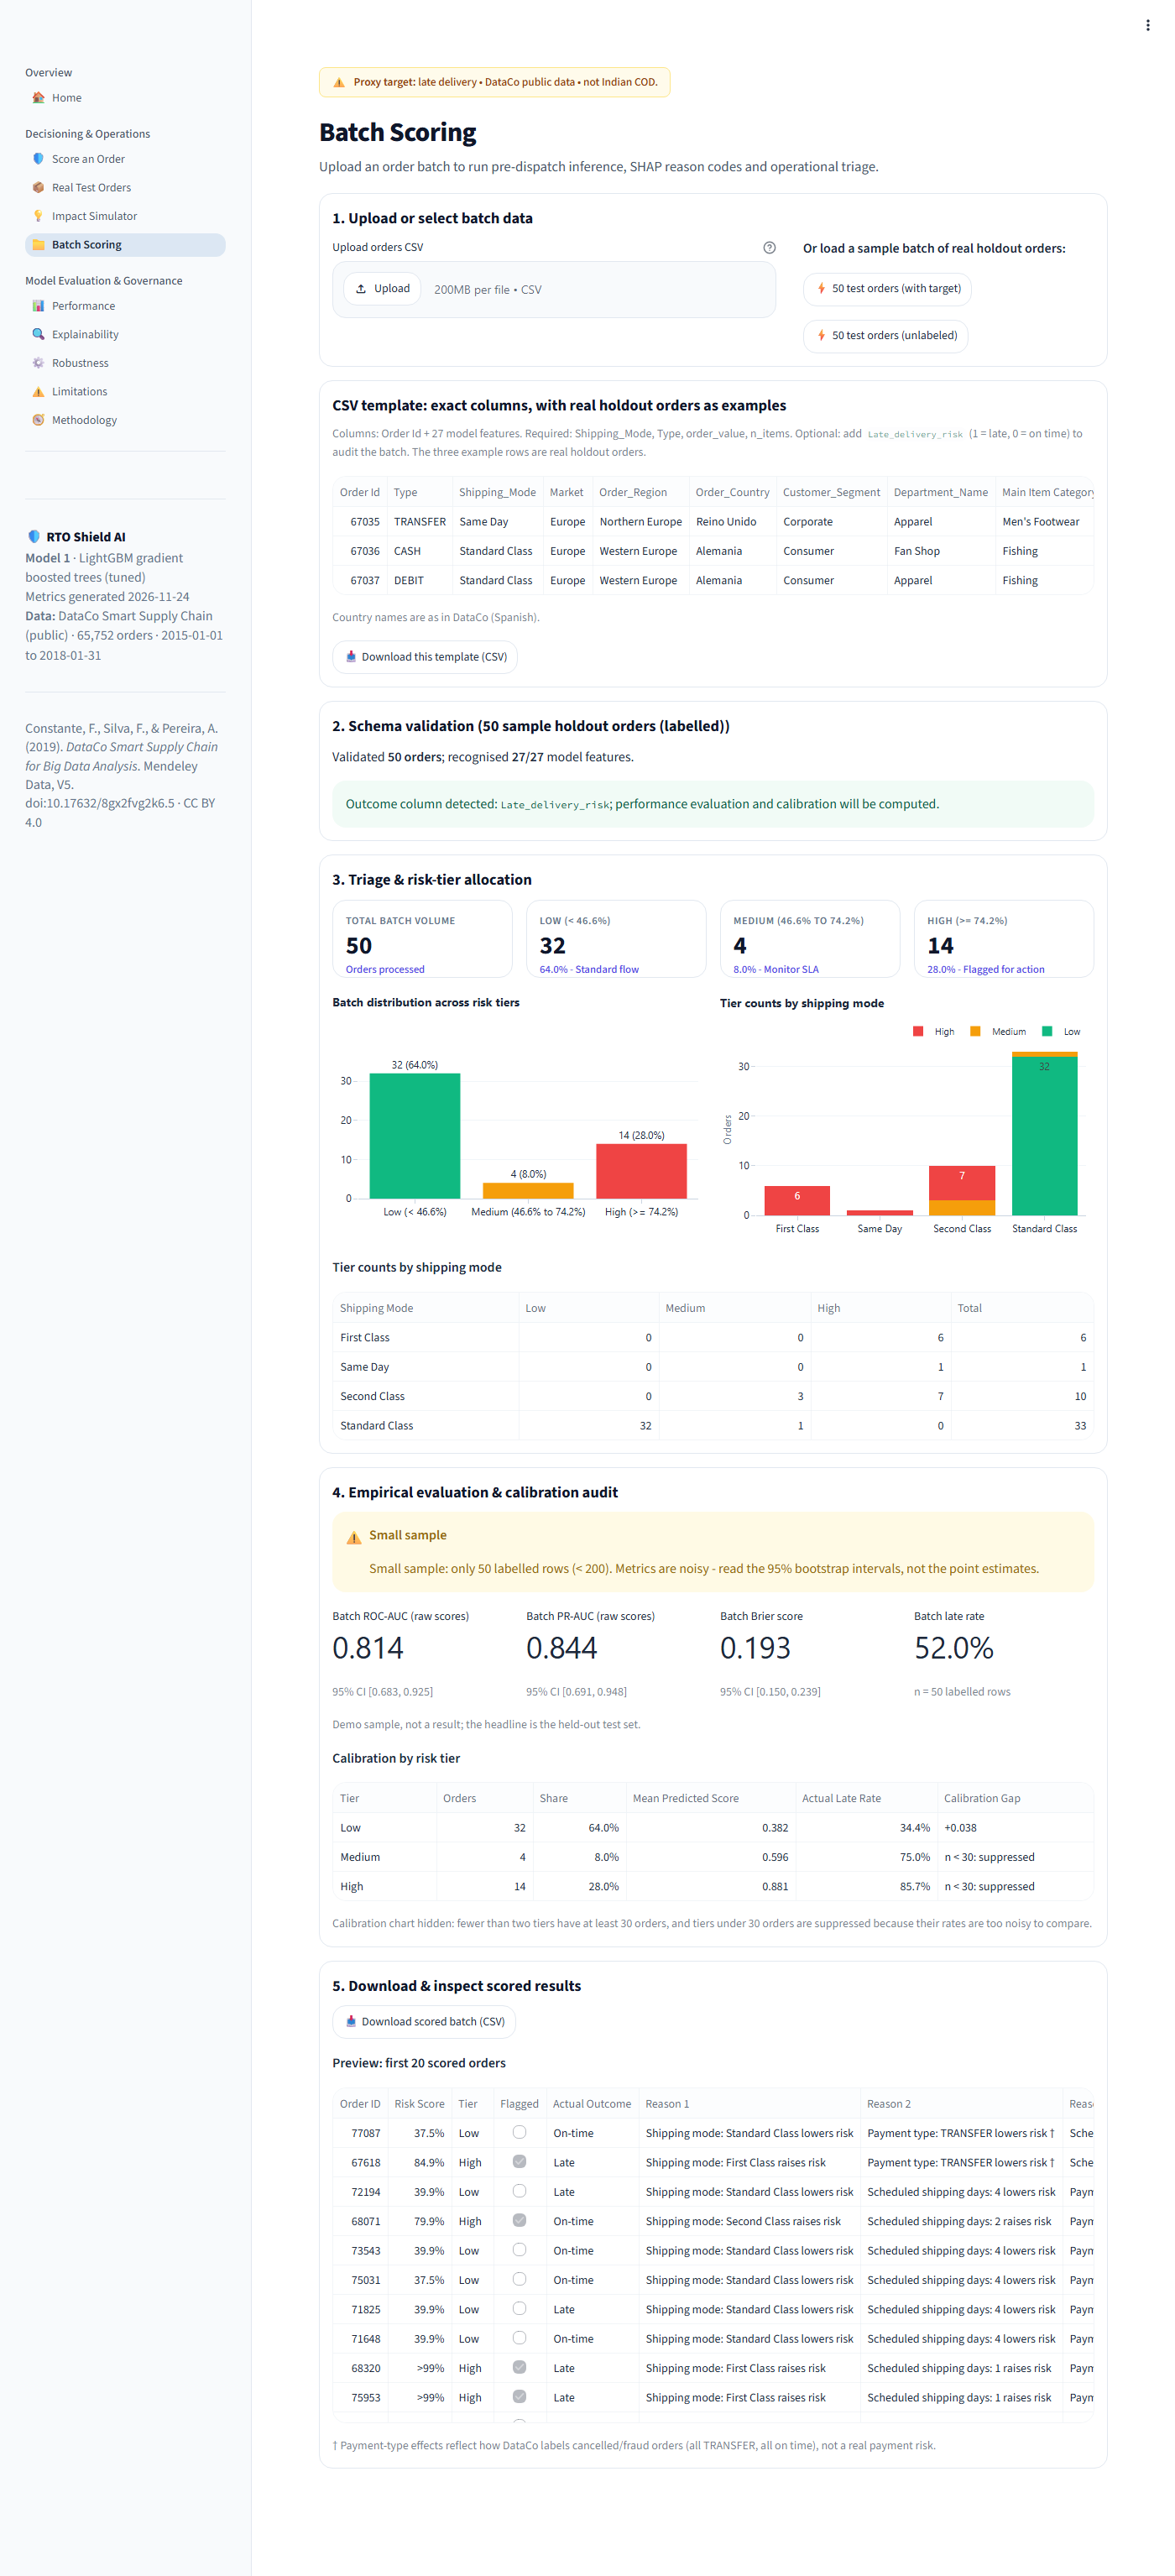 Overview
Home
Decisioning & Operations
Score an Order
Real Test Orders
Impact Simulator
Batch Scoring
Model Evaluation & Governance
Performance
Explainability
Robustness
Limitations
Methodology
RTO Shield AI
Model 1 · LightGBM gradient
boosted trees (tuned)
Metrics generated 2026-11-24
Data: DataCo Smart Supply Chain
(public) · 65,752 orders · 2015-01-01
to 2018-01-31
Constante, F., Silva, F., & Pereira, A.
(2019). DataCo Smart Supply Chain
for Big Data Analysis. Mendeley
Data, V5.
doi:10.17632/8gx2fvg2k6.5 · CC BY
4.0
Proxy target: late delivery • DataCo public data • not Indian COD.
Batch Scoring
Upload an order batch to run pre-dispatch inference, SHAP reason codes and operational triage.
1. Upload or select batch data
Upload orders CSV
Upload 200MB per file • CSV
Or load a sample batch of real holdout orders:
50 test orders (with target)
50 test orders (unlabeled)
CSV template: exact columns, with real holdout orders as examples
Columns: Order Id + 27 model features. Required: Shipping_Mode, Type, order_value, n_items. Optional: add Late_delivery_risk (1 = late, 0 = on time) to
audit the batch. The three example rows are real holdout orders.
Order Id Type Shipping_Mode Market Order_Region Order_Country Customer_Segment Department_Name Main Item Category
67035 TRANSFER Same Day Europe Northern Europe Reino Unido Corporate Apparel Men's Footwear
67036 CASH Standard Class Europe Western Europe Alemania Consumer Fan Shop Fishing
67037 DEBIT Standard Class Europe Western Europe Alemania Consumer Apparel Fishing
Country names are as in DataCo (Spanish).
Download this template (CSV)
2. Schema validation (50 sample holdout orders (labelled))
Validated 50 orders; recognised 27/27 model features.
Outcome column detected: Late_delivery_risk; performance evaluation and calibration will be computed.
3. Triage & risk-tier allocation
TOTAL BATCH VOLUME
50
Orders processed
LOW (< 46.6%)
32
64.0% - Standard flow
MEDIUM (46.6% TO 74.2%)
4
8.0% - Monitor SLA
HIGH (>= 74.2%)
14
28.0% - Flagged for action
Batch distribution across risk tiers
32 (64.0%)
4 (8.0%)
14 (28.0%)
30
20
10
0
Low (< 46.6%) Medium (46.6% to 74.2%) High (>= 74.2%)
Tier counts by shipping mode
High Medium Low
Orders
30
20
10
0
6
7
32
First Class Same Day Second Class Standard Class
Tier counts by shipping mode
Shipping Mode Low Medium High Total
First Class 0 0 6 6
Same Day 0 0 1 1
Second Class 0 3 7 10
Standard Class 32 1 0 33
4. Empirical evaluation & calibration audit
Small sample
Small sample: only 50 labelled rows (< 200). Metrics are noisy - read the 95% bootstrap intervals, not the point estimates.
Batch ROC-AUC (raw scores)
0.814
95% CI [0.683, 0.925]
Batch PR-AUC (raw scores)
0.844
95% CI [0.691, 0.948]
Batch Brier score
0.193
95% CI [0.150, 0.239]
Batch late rate
52.0%
n = 50 labelled rows
Demo sample, not a result; the headline is the held-out test set.
Calibration by risk tier
Tier Orders Share Mean Predicted Score Actual Late Rate Calibration Gap
Low 32 64.0% 0.382 34.4% +0.038
Medium 4 8.0% 0.596 75.0% n < 30: suppressed
High 14 28.0% 0.881 85.7% n < 30: suppressed
Calibration chart hidden: fewer than two tiers have at least 30 orders, and tiers under 30 orders are suppressed because their rates are too noisy to compare.
5. Download & inspect scored results
Download scored batch (CSV)
Preview: first 20 scored orders
Order ID Risk Score Tier Flagged Actual Outcome Reason 1 Reason 2 Reas
77087 37.5% Low On-time Shipping mode: Standard Class lowers risk Payment type: TRANSFER lowers risk † Sche
67618 84.9% High Late Shipping mode: First Class raises risk Payment type: TRANSFER lowers risk † Sche
72194 39.9% Low Late Shipping mode: Standard Class lowers risk Scheduled shipping days: 4 lowers risk Paym
68071 79.9% High On-time Shipping mode: Second Class raises risk Scheduled shipping days: 2 raises risk Paym
73543 39.9% Low On-time Shipping mode: Standard Class lowers risk Scheduled shipping days: 4 lowers risk Paym
75031 37.5% Low On-time Shipping mode: Standard Class lowers risk Scheduled shipping days: 4 lowers risk Paym
71825 39.9% Low Late Shipping mode: Standard Class lowers risk Scheduled shipping days: 4 lowers risk Paym
71648 39.9% Low On-time Shipping mode: Standard Class lowers risk Scheduled shipping days: 4 lowers risk Paym
68320 >99% High Late Shipping mode: First Class raises risk Scheduled shipping days: 1 raises risk Paym
75953 >99% High Late Shipping mode: First Class raises risk Scheduled shipping days: 1 raises risk Paym
† Payment-type effects reflect how DataCo labels cancelled/fraud orders (all TRANSFER, all on time), not a real payment risk.